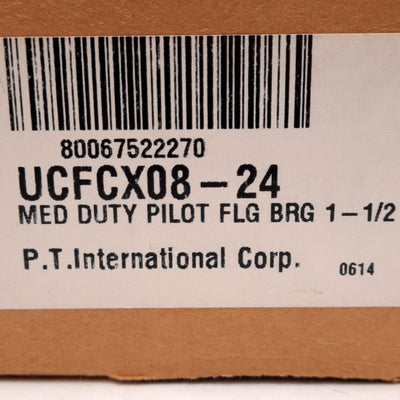 80067522270
UCFCX08-24
MED DUTY PILOT FLG BRG 1-1/2
P.T.International Corp. 0614